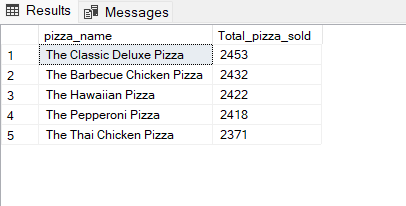 Results Messages
pizza_name Total_pizza_sold
1 The Classic Deluxe Pizza 2453
2 The Barbecue Chicken Pizza 2432
3 The Hawaiian Pizza 2422
4 The Pepperoni Pizza 2418
5 The Thai Chicken Pizza 2371